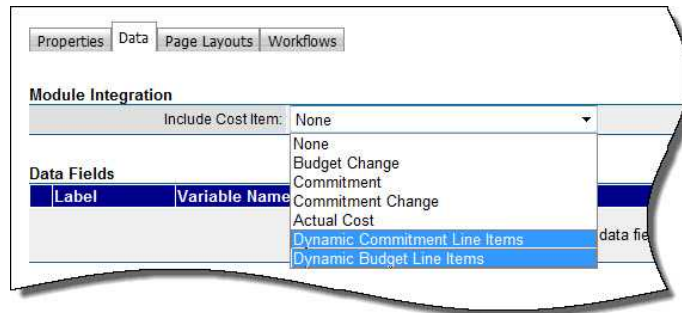 Properties Data Page Layouts Workflows
Module Integration
Include Cost Item: None
None
Budget Change
Data Fields
Commitment
Label Variable Name
Commitment Change
Actual Cost
Dynamic Commitment Line Items data
Dynamic Budget Line Items